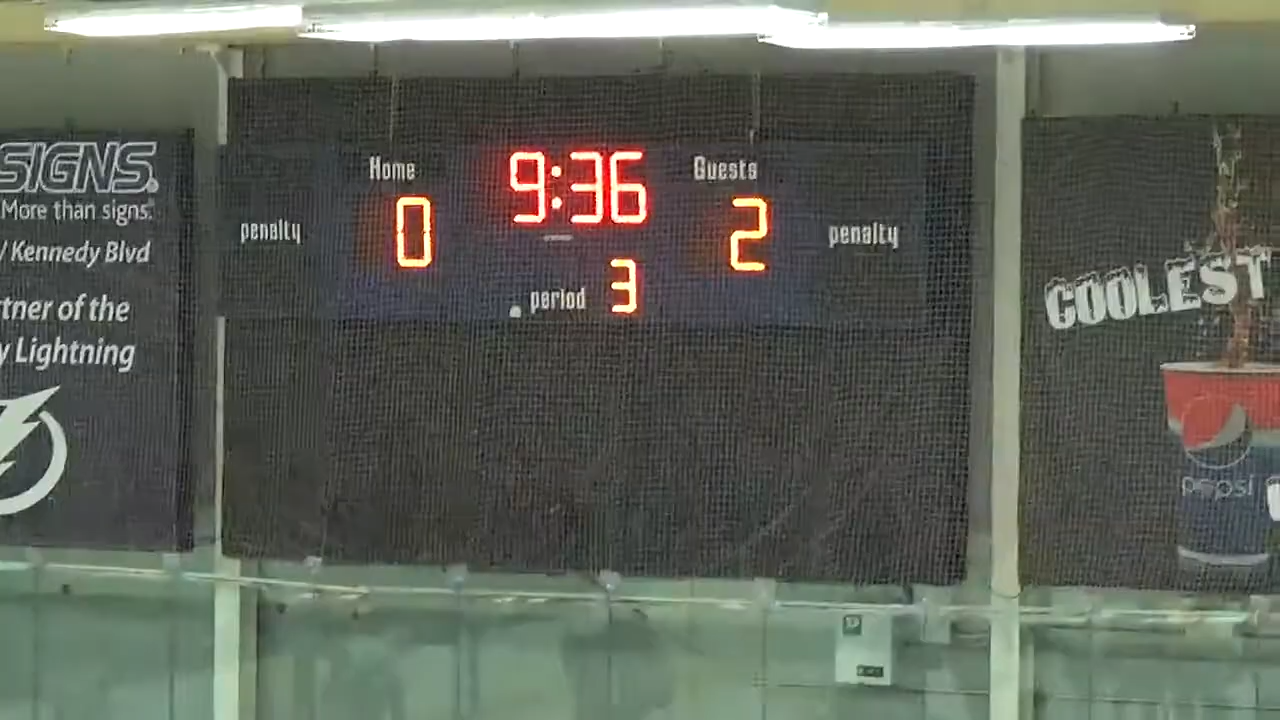 SIGNS.
More than signs.
/ Kennedy Blvd
tner of the
y Lightning
Home
9:36
Guests
penalty
0
2
penalty
period
3
COOLEST
pepsi